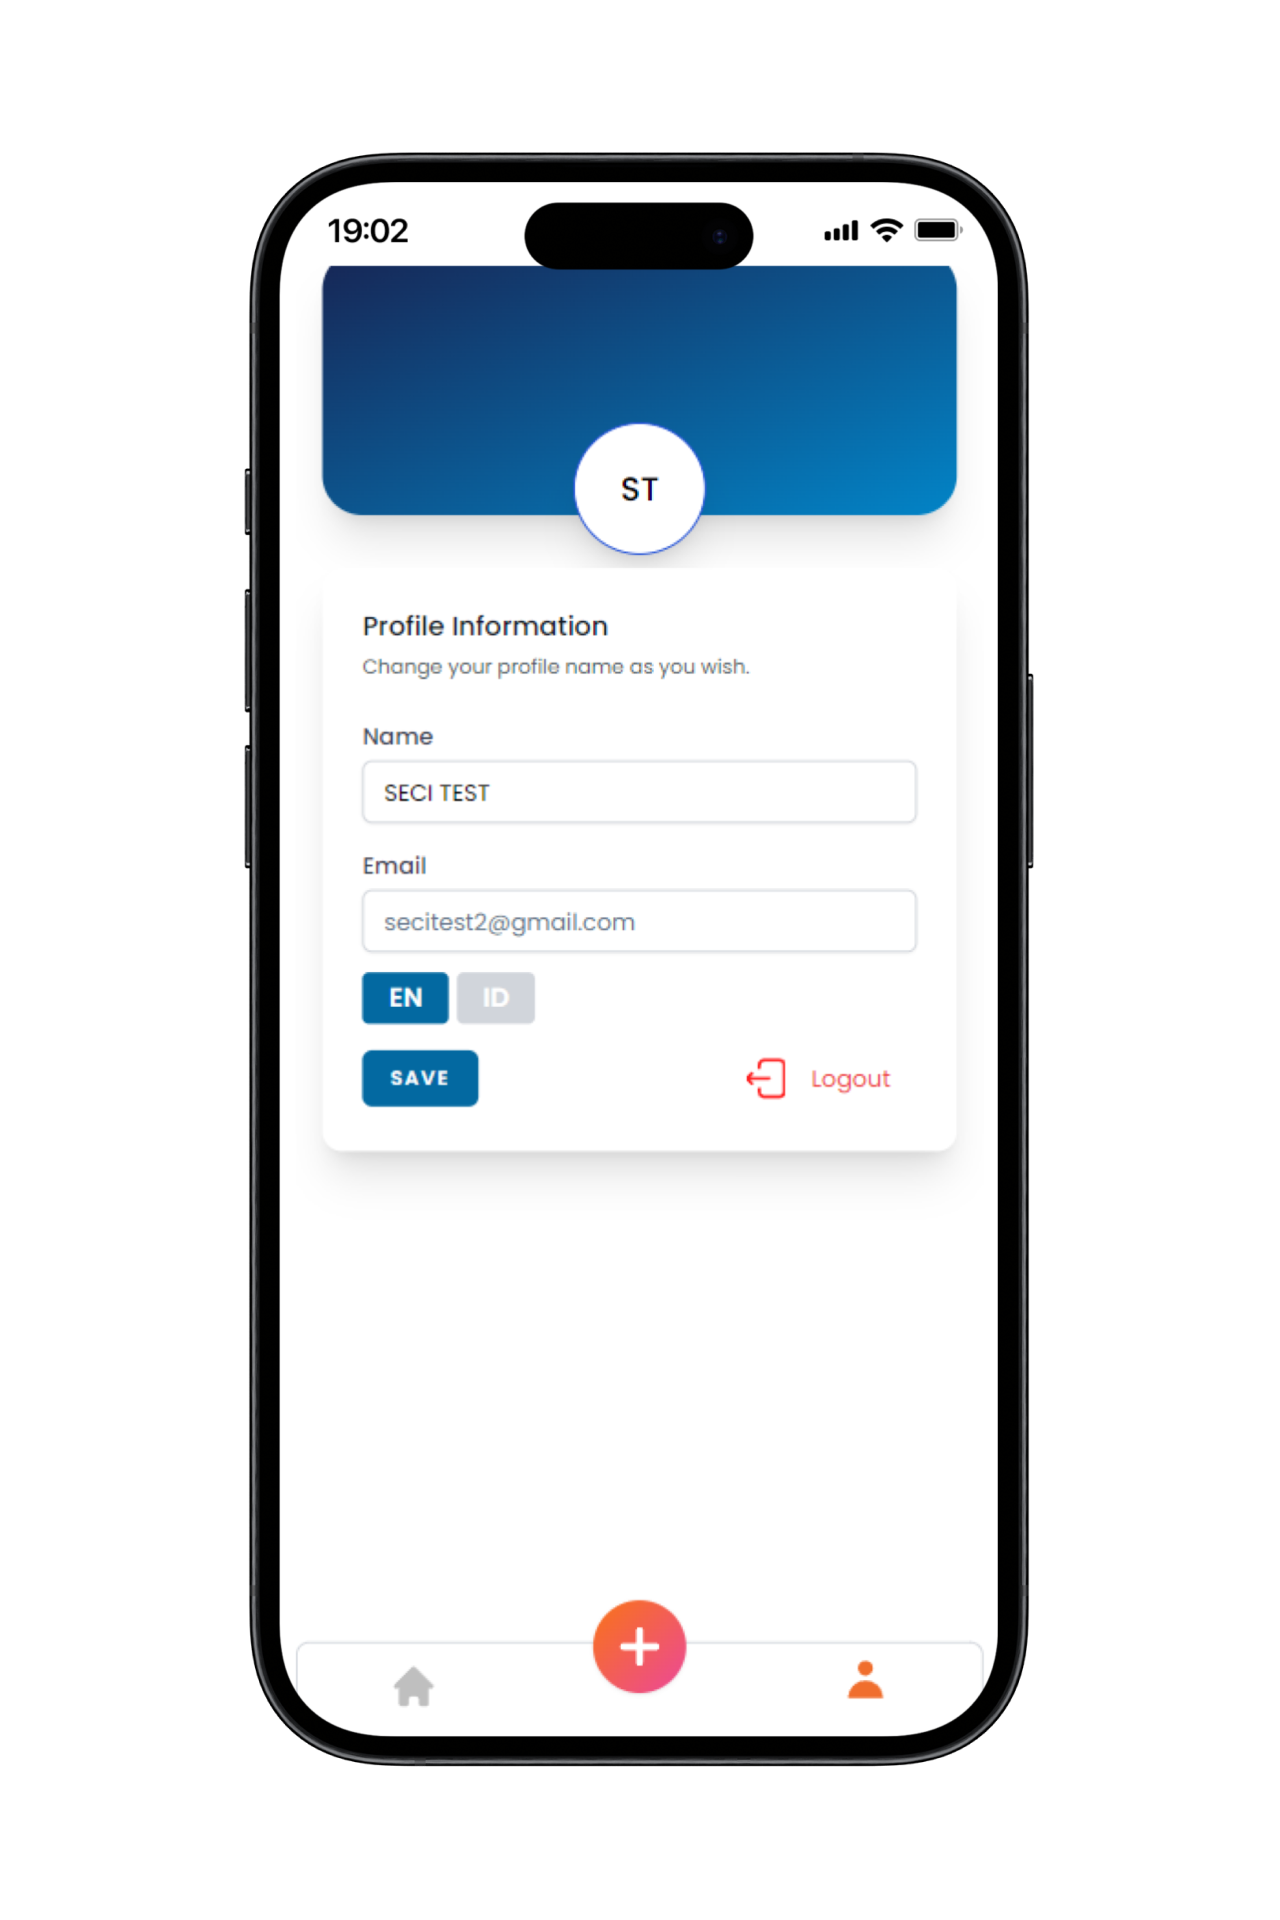 19:02
ST
Profile Information
Change your profile name as you wish.
Name
SECI TEST
Email
secitest2@gmail.com
EN ID
SAVE Logout